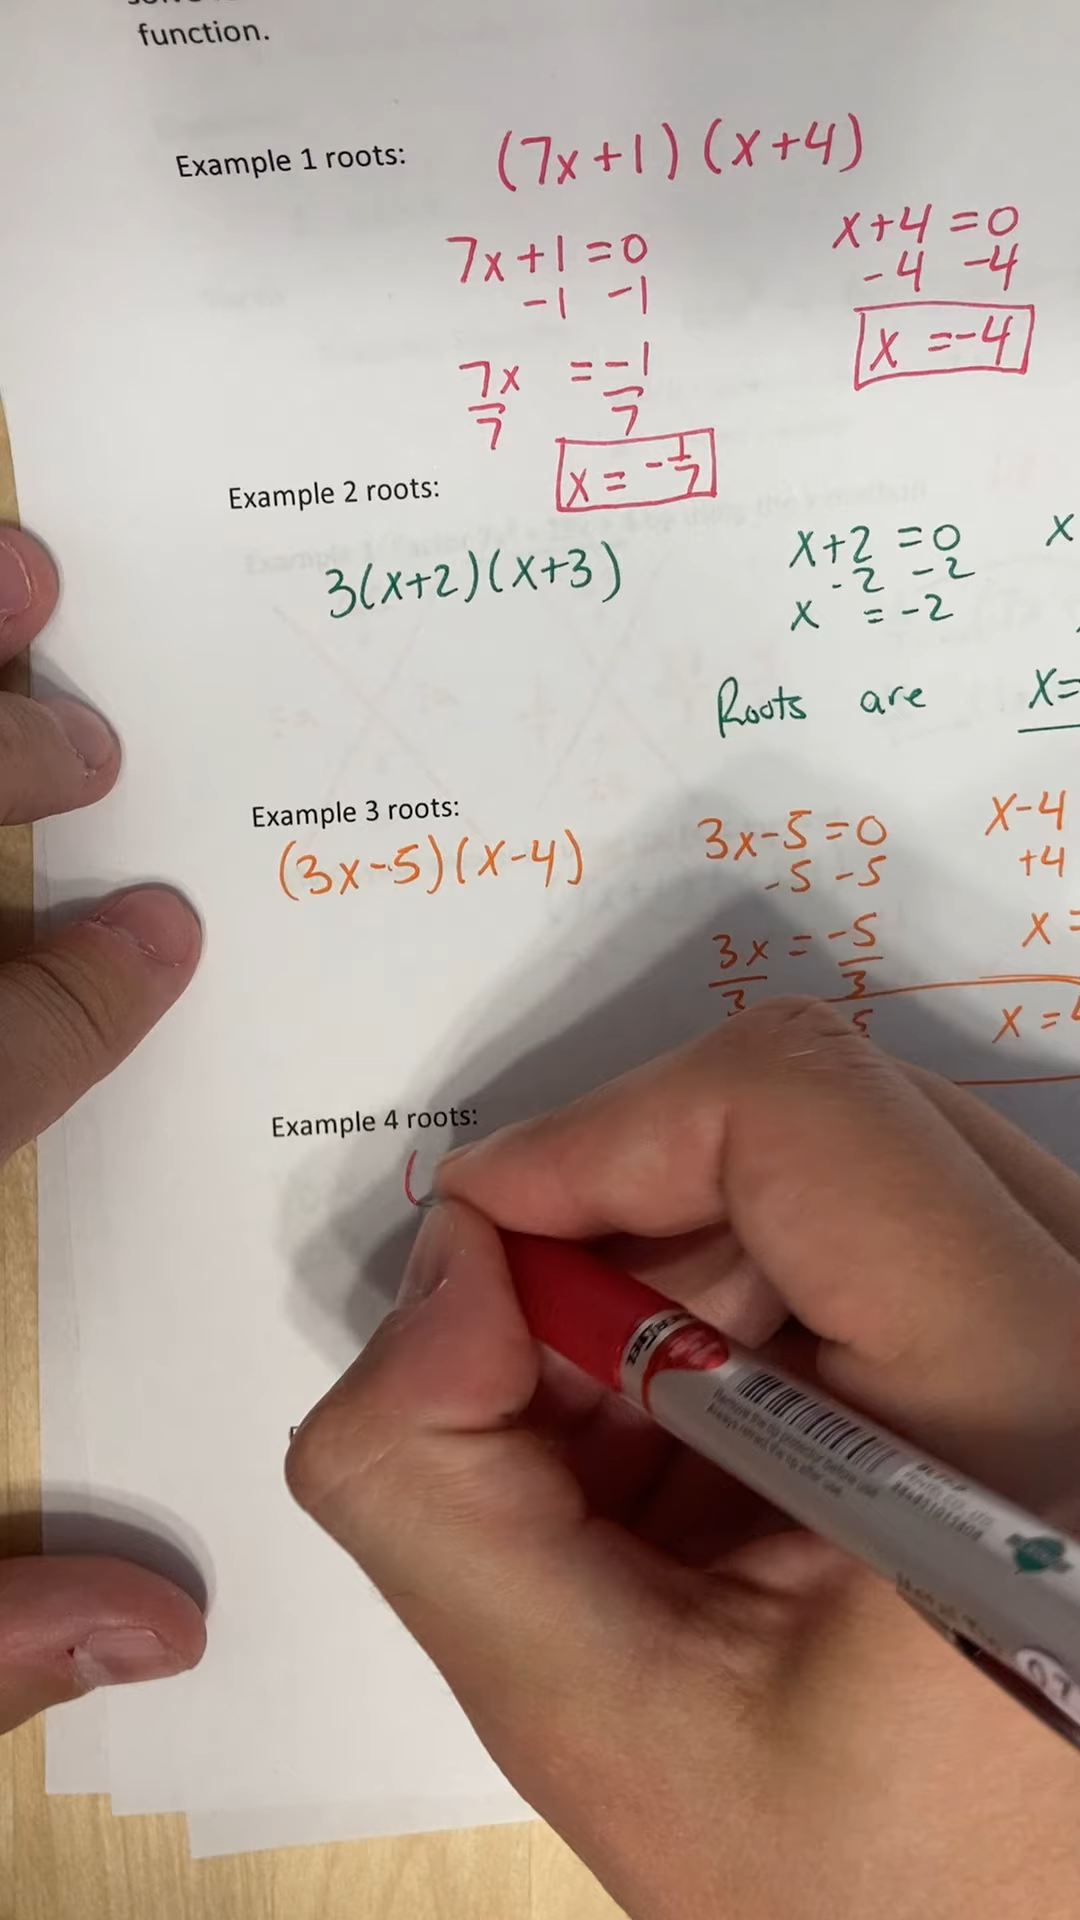 function.
Example 1 roots: (7x+1) (x+4)
7x+1=0
-1 -1
7x = -1
7 7
x = -1/7
x+4=0
-4 -4
x =-4
Example 2 roots:
3(x+2)(x+3)
x+2 =0
-2 -2
x = -2
x
Roots are x=
Example 3 roots:
(3x-5)(x-4)
3x-5=0
-5 -5
3x = -5
3 3
5
x-4
+4
x =
x =
Example 4 roots:
(